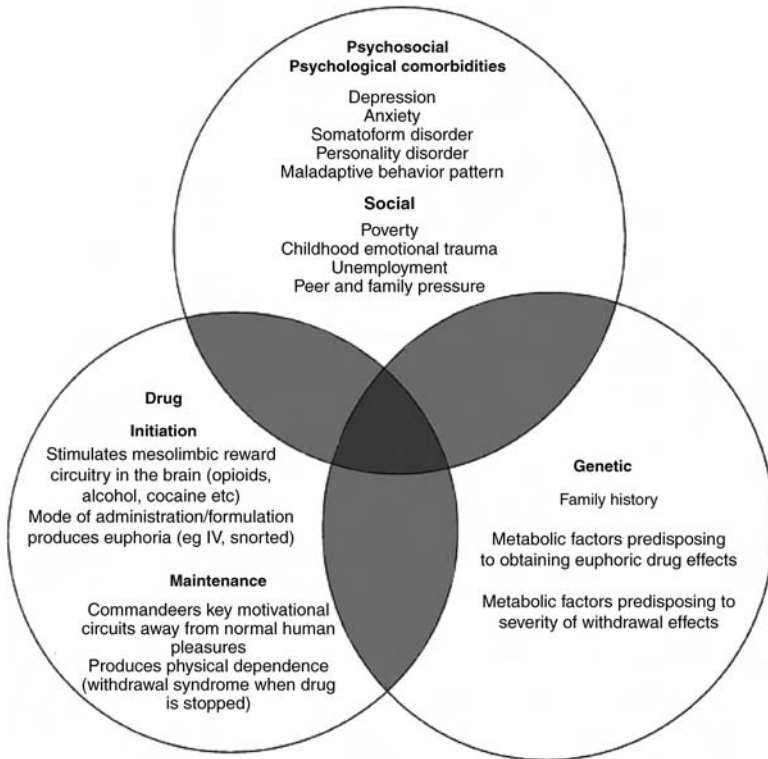 Psychosocial
Psychological comorbidities
Depression
Anxiety
Somatoform disorder
Personality disorder
Maladaptive behavior pattern
Social
Poverty
Childhood emotional trauma
Unemployment
Peer and family pressure
Drug
Initiation
Stimulates mesolimbic reward
circuitry in the brain (opioids,
alcohol, cocaine etc)
Mode of administration/formulation
produces euphoria (eg IV, snorted)
Maintenance
Commandeers key motivational
circuits away from normal human
pleasures
Produces physical dependence
(withdrawal syndrome when drug
is stopped)
Genetic
Family history
Metabolic factors predisposing
to obtaining euphoric drug effects
Metabolic factors predisposing to
severity of withdrawal effects